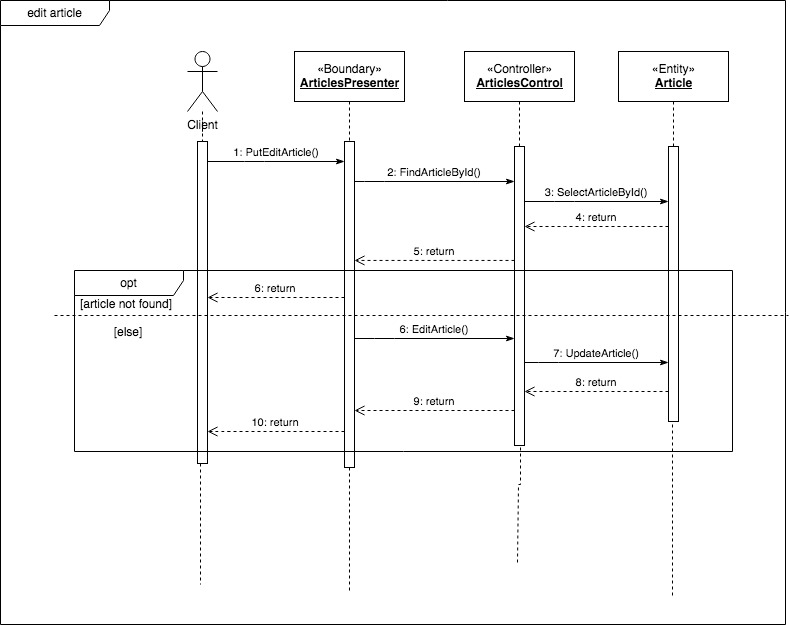 edit article
«Boundary»
ArticlesPresenter
«Controller»
ArticlesControl
«Entity»
Article
Client
1: PutEditArticle()
2: FindArticleById()
3: SelectArticleById()
4: return
5: return
opt
6: return
[article not found]
[else]
6: EditArticle()
7: UpdateArticle()
8: return
9: return
10: return